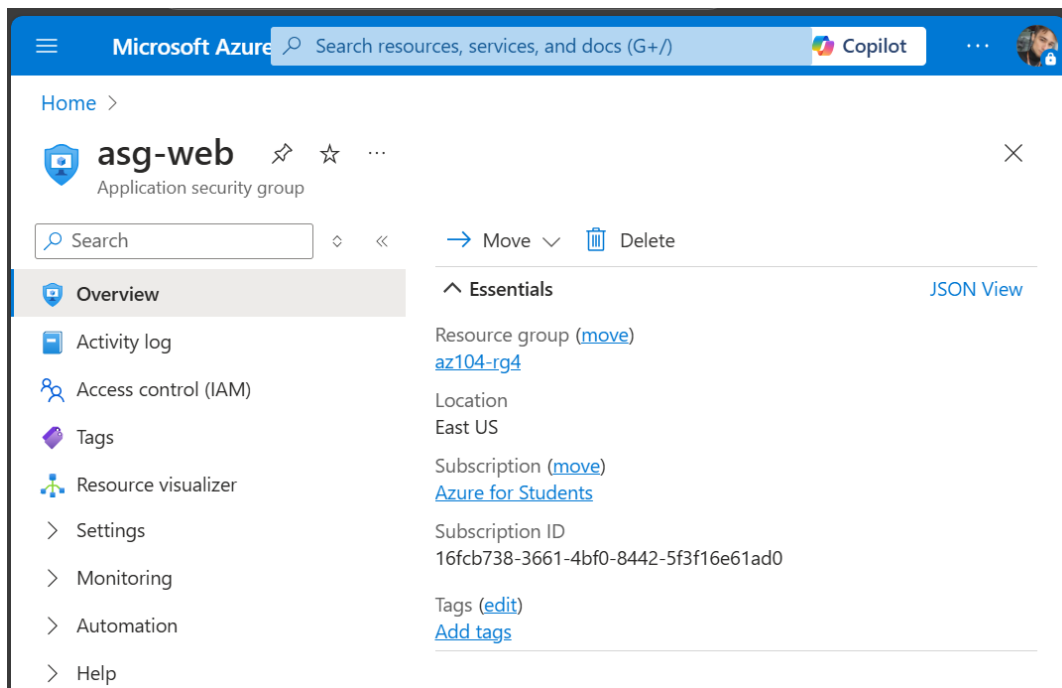 Microsoft Azure
Search resources, services, and docs (G+/)
Copilot
Home
asg-web
Application security group
Search
Move
Delete
Overview
Activity log
Access control (IAM)
Tags
Resource visualizer
Settings
Monitoring
Automation
Help
Essentials
JSON View
Resource group (move)
az104-rg4
Location
East US
Subscription (move)
Azure for Students
Subscription ID
16fcb738-3661-4bf0-8442-5f3f16e61ad0
Tags (edit)
Add tags